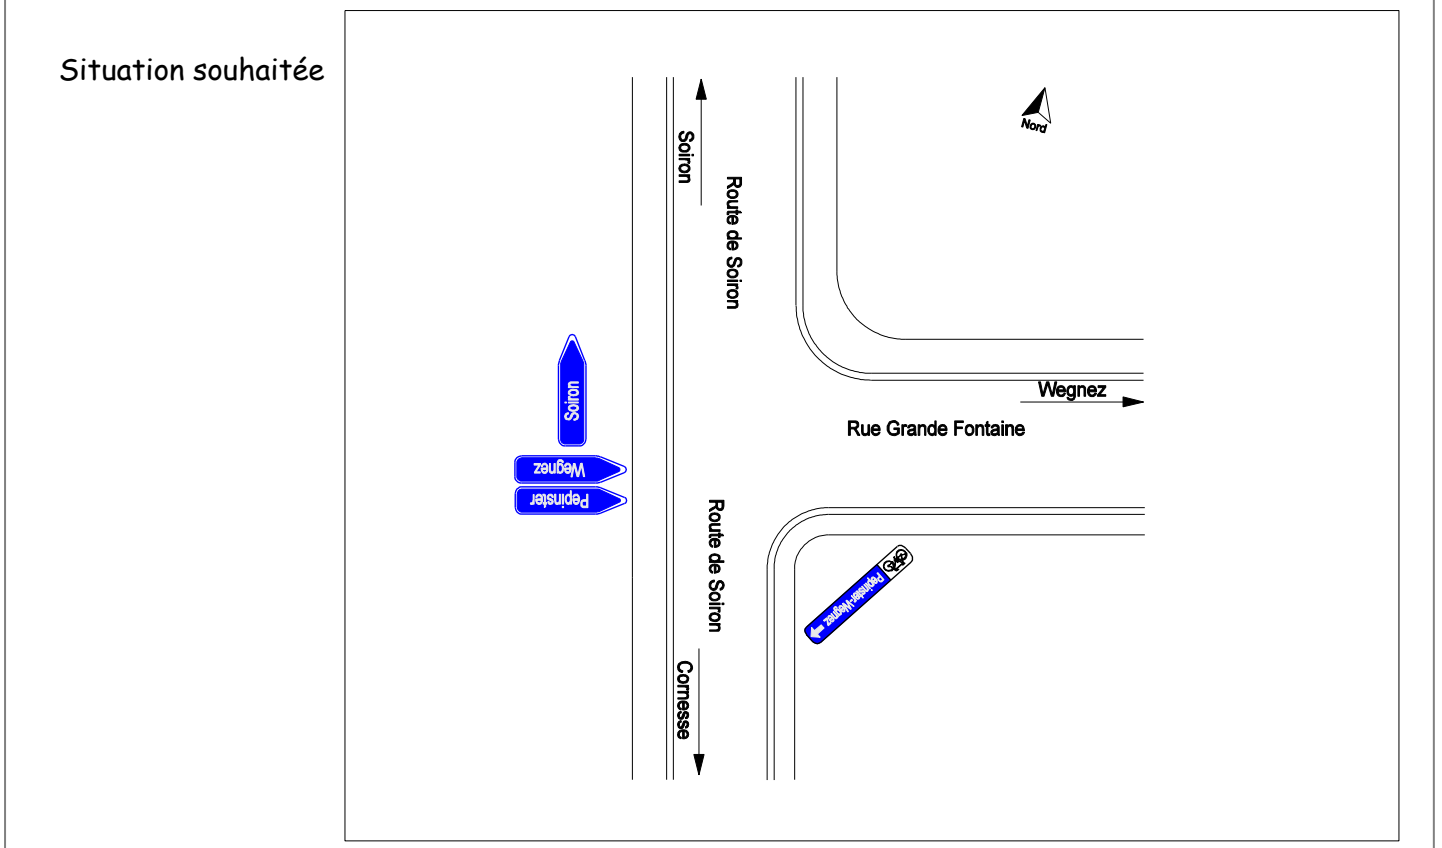 Situation souhaitée
Nord
Soiron
Route de Soiron
Wegnez
Rue Grande Fontaine
Soiron
Wegnez
Pepinster
Route de Soiron
Pepinster-Wegnez
Cornesse